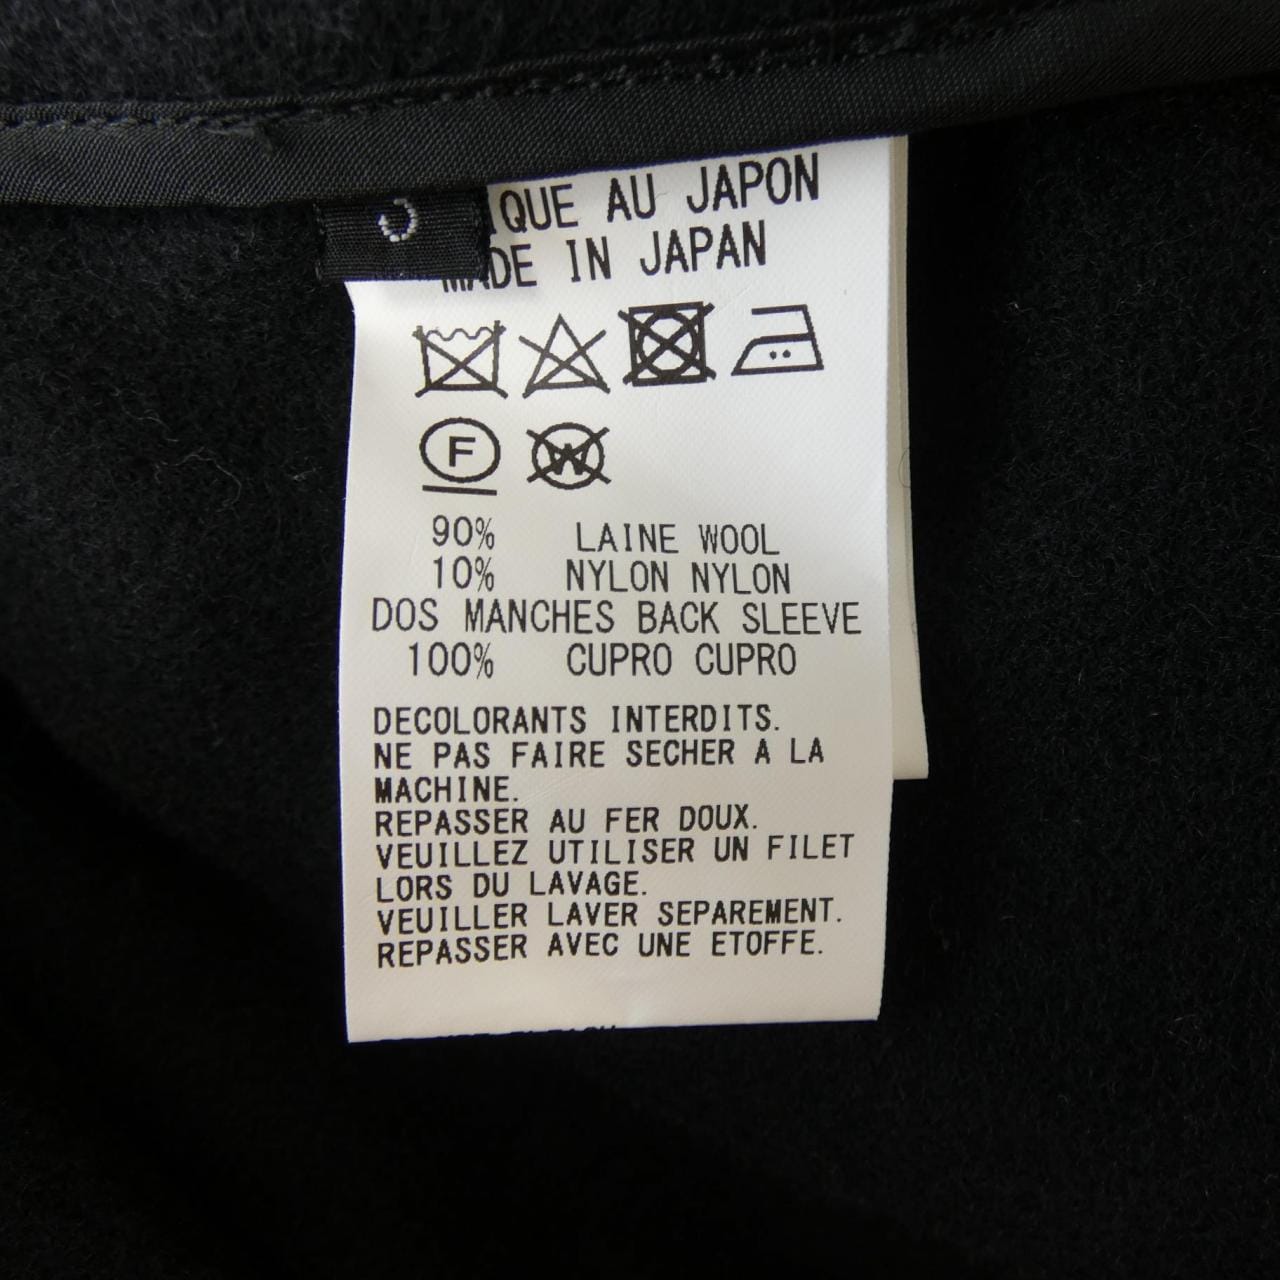 AU JAPON
MADE IN JAPAN
F
W
90% LAINE WOOL
10% NYLON NYLON
DOS MANCHES BACK SLEEVE
100% CUPRO CUPRO
DECOLORANTS INTERDITS.
NE PAS FAIRE SECHER A LA
MACHINE.
REPASSER AU FER DOUX.
VEUILLEZ UTILISER UN FILET
LORS DU LAVAGE.
VEUILLER LAVER SEPAREMENT.
REPASSER AVEC UNE ETOFFE.